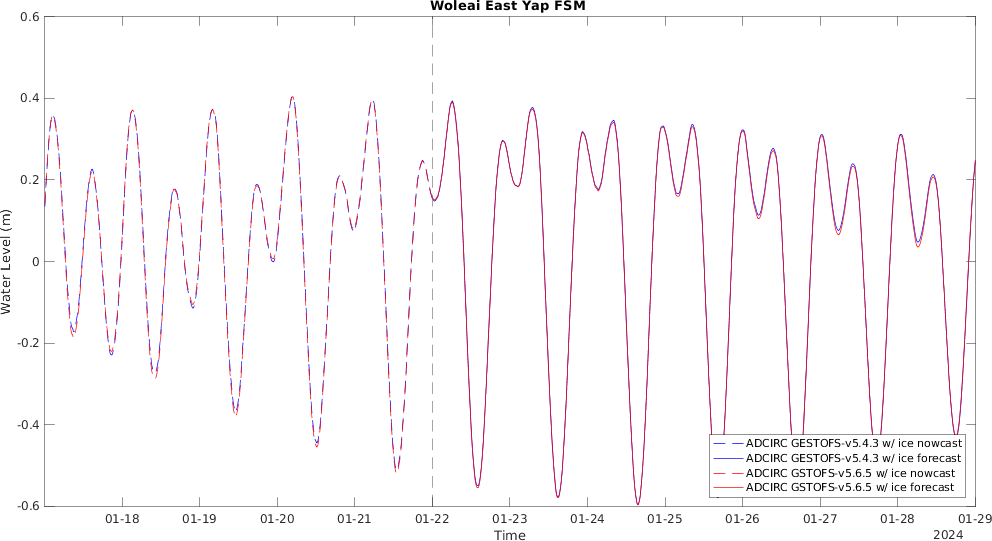 Woleai East Yap FSM
0.6
0.4
0.2
0
-0.2
-0.4
-0.6
Water Level (m)
ADCIRC GESTOFS-v5.4.3 w/ ice nowcast
ADCIRC GESTOFS-v5.4.3 w/ ice forecast
ADCIRC GSTOFS-v5.6.5 w/ ice nowcast
ADCIRC GSTOFS-v5.6.5 w/ ice forecast
01-18 01-19 01-20 01-21 01-22 01-23 01-24 01-25 01-26 01-27 01-28 01-29
Time
2024